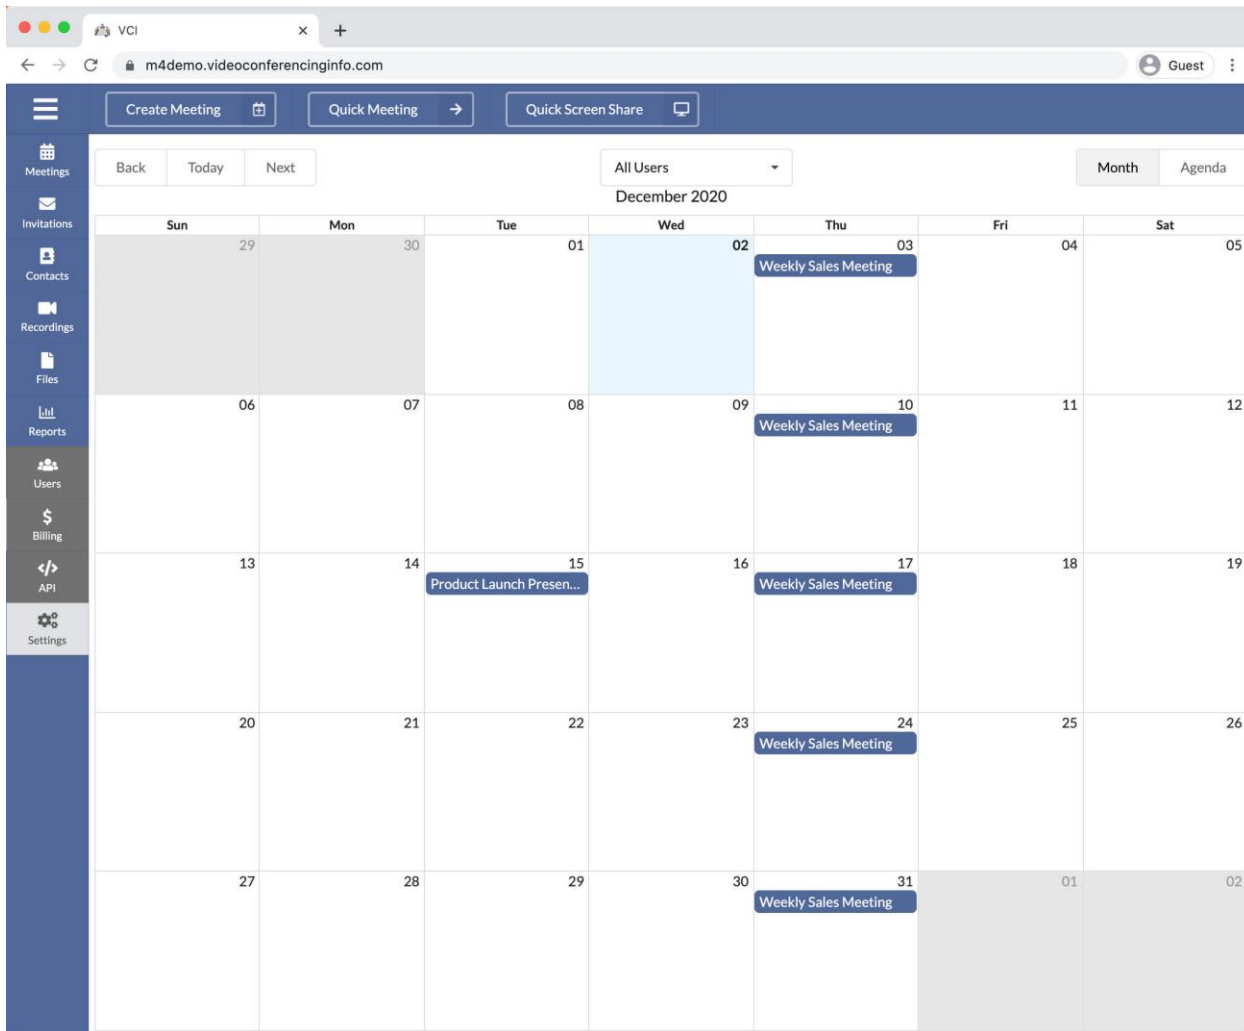 VCI
m4demo.videoconferencinginfo.com
Guest
Create Meeting
Quick Meeting
Quick Screen Share
Meetings
Invitations
Contacts
Recordings
Files
Reports
Users
$
Billing
</>
API
Settings
Back Today Next
All Users
Month Agenda
December 2020
Sun Mon Tue Wed Thu Fri Sat
29 30 01 02 03 04 05
Weekly Sales Meeting
06 07 08 09 10 11 12
Weekly Sales Meeting
13 14 15 16 17 18 19
Product Launch Presen... Weekly Sales Meeting
20 21 22 23 24 25 26
Weekly Sales Meeting
27 28 29 30 31 01 02
Weekly Sales Meeting